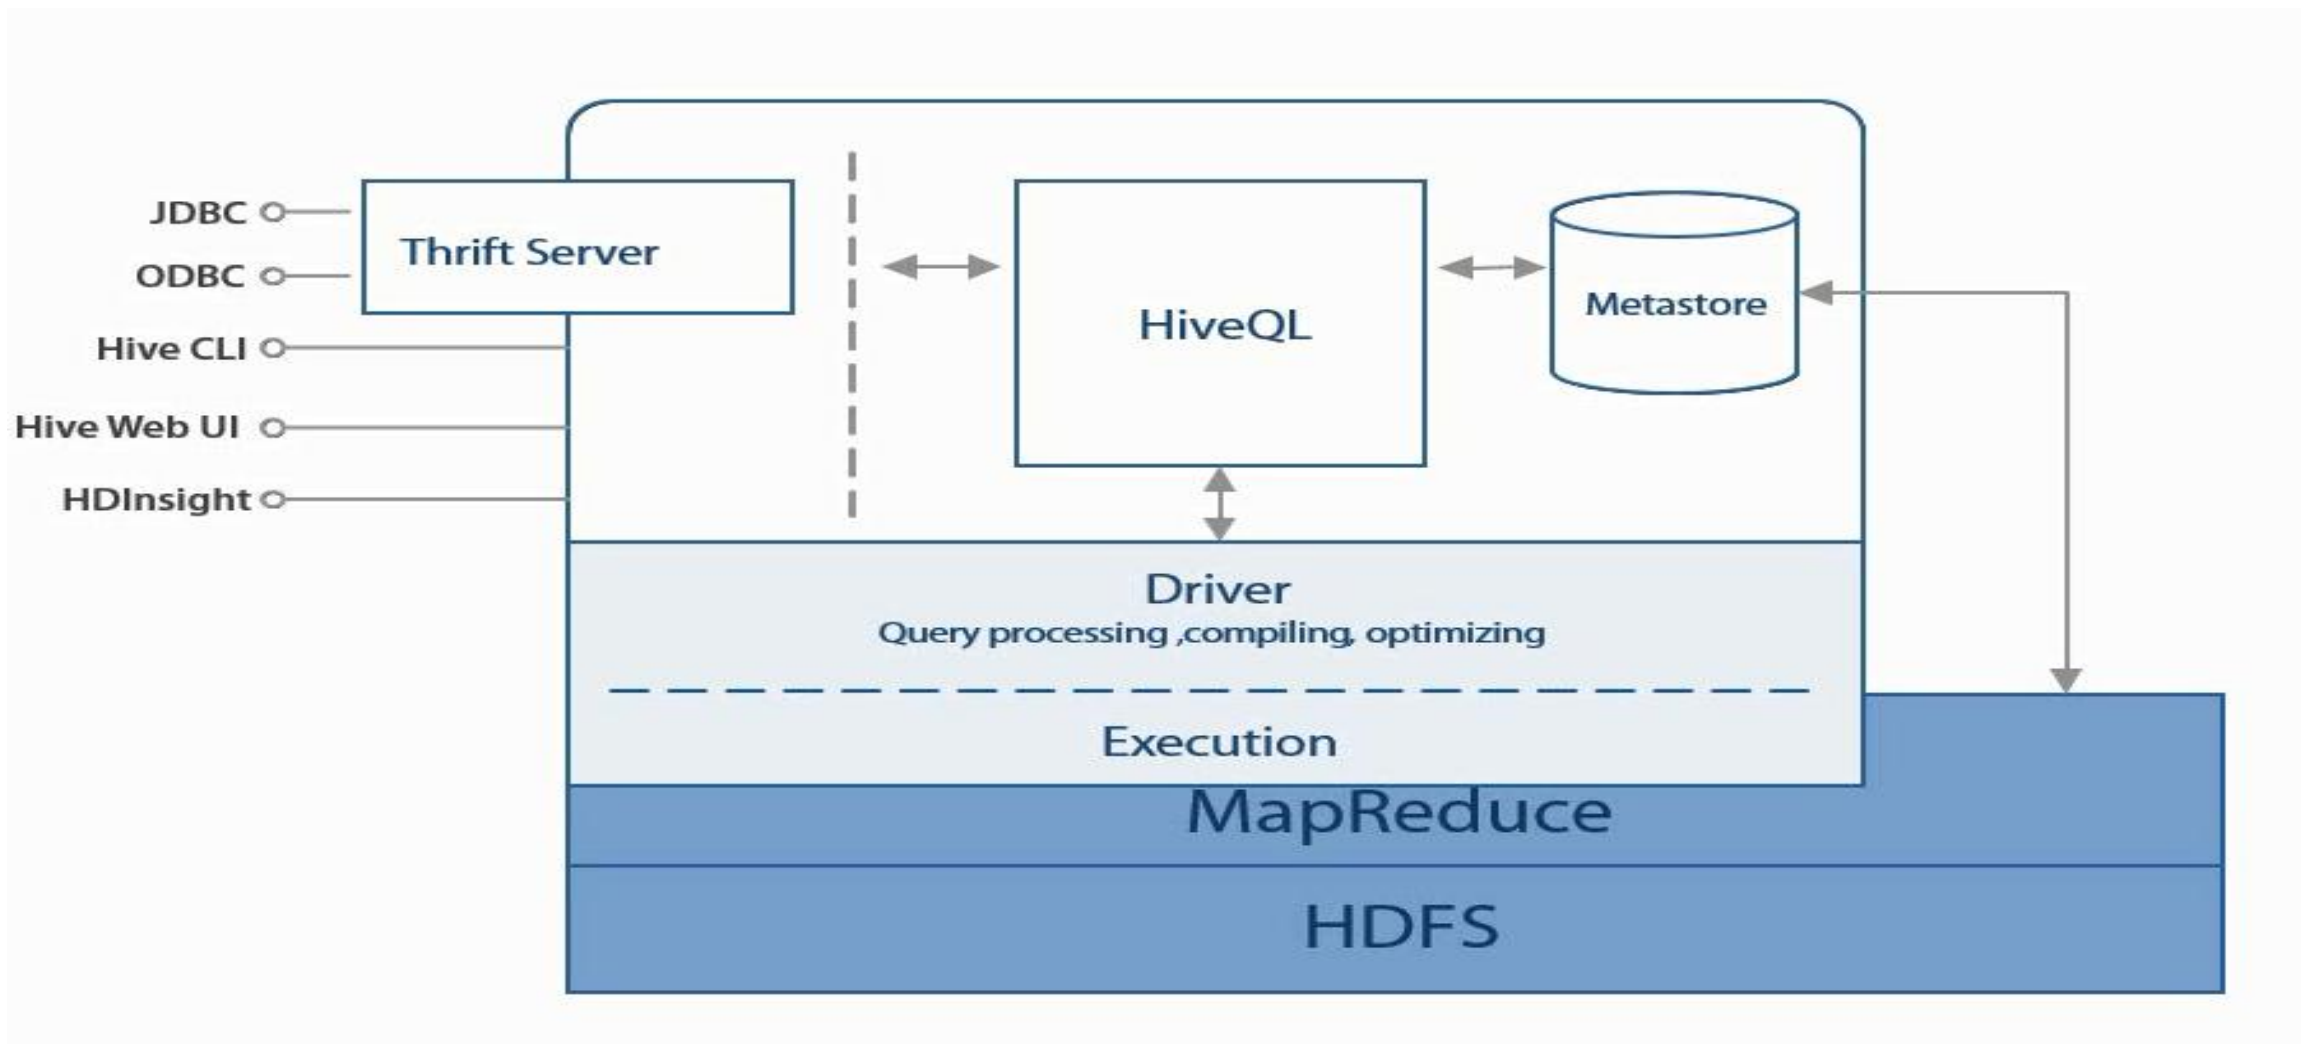 JDBC
ODBC
Hive CLI
Hive Web UI
HDInsight
Thrift Server
HiveQL
Metastore
Driver
Query processing ,compiling, optimizing
Execution
MapReduce
HDFS